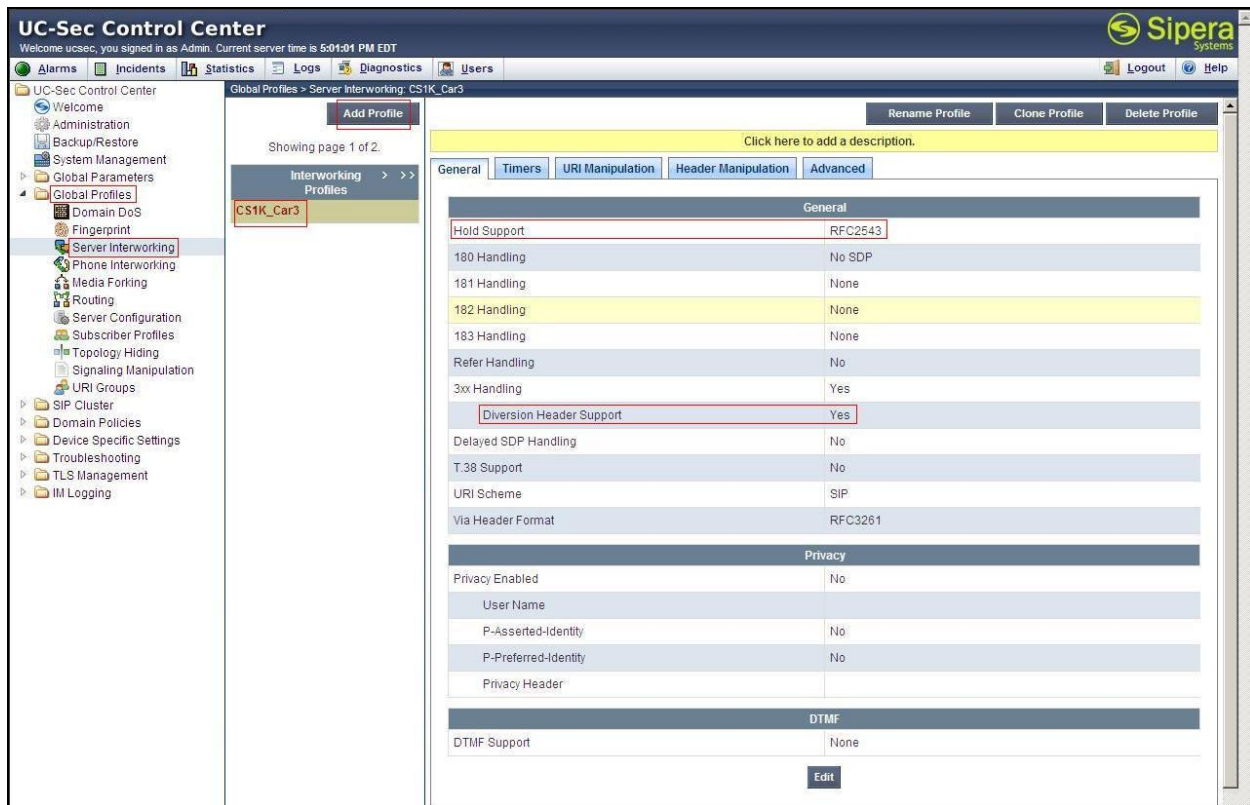 UC-Sec Control Center
Welcome ucsec, you signed in as Admin. Current server time is 5:01:01 PM EDT
Sipera
Systems
Alarms Incidents Statistics Logs Diagnostics Users Logout Help
UC-Sec Control Center
Welcome
Administration
Backup/Restore
System Management
Global Parameters
Global Profiles
Domain DoS
Fingerprint
Server Interworking
Phone Interworking
Media Forking
Routing
Server Configuration
Subscriber Profiles
Topology Hiding
Signaling Manipulation
URI Groups
SIP Cluster
Domain Policies
Device Specific Settings
Troubleshooting
TLS Management
IM Logging
Global Profiles > Server Interworking: CS1K_Car3
Add Profile
Showing page 1 of 2.
Interworking Profiles > >>
CS1K_Car3
Rename Profile Clone Profile Delete Profile
Click here to add a description.
General Timers URI Manipulation Header Manipulation Advanced
General
Hold Support RFC2543
180 Handling No SDP
181 Handling None
182 Handling None
183 Handling None
Refer Handling No
3xx Handling Yes
Diversion Header Support Yes
Delayed SDP Handling No
T.38 Support No
URI Scheme SIP
Via Header Format RFC3261
Privacy
Privacy Enabled No
User Name
P-Asserted-Identity No
P-Preferred-Identity No
Privacy Header
DTMF
DTMF Support None
Edit